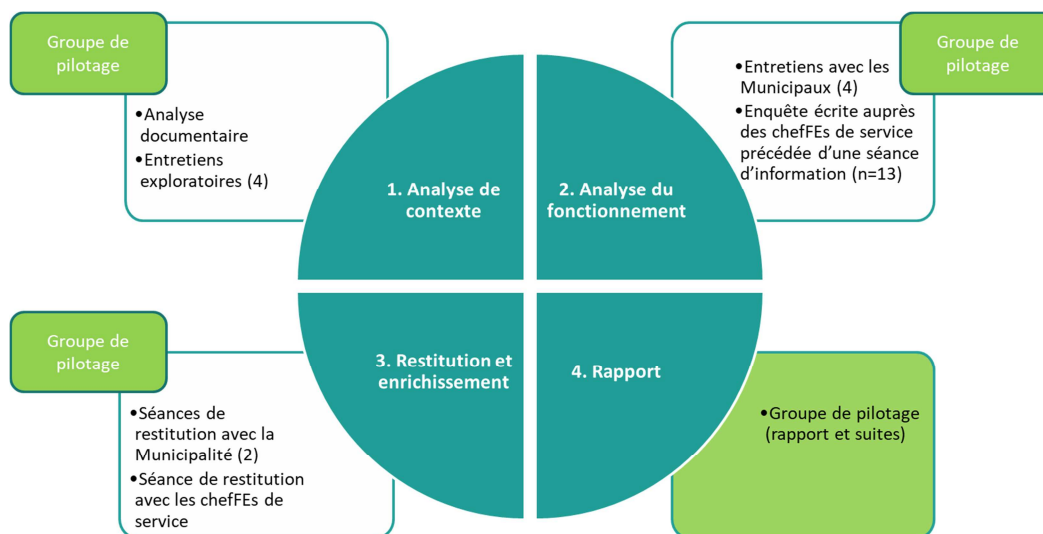 Groupe de
pilotage
•Analyse
documentaire
•Entretiens
exploratoires (4)
1. Analyse de
contexte
2. Analyse du
fonctionnement
Groupe de
pilotage
•Entretiens avec les
Municipaux (4)
•Enquête écrite auprès
des chefFEs de service
précédée d’une séance
d’information (n=13)
Groupe de
pilotage
•Séances de
restitution avec la
Municipalité (2)
•Séance de restitution
avec les chefFEs de
service
3. Restitution et
enrichissement
4. Rapport
•Groupe de pilotage
(rapport et suites)